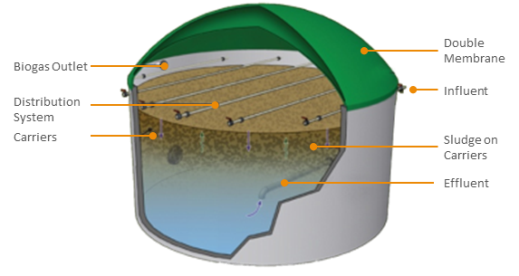 Biogas Outlet
Distribution
System
Carriers
Double
Membrane
Influent
Sludge on
Carriers
Effluent